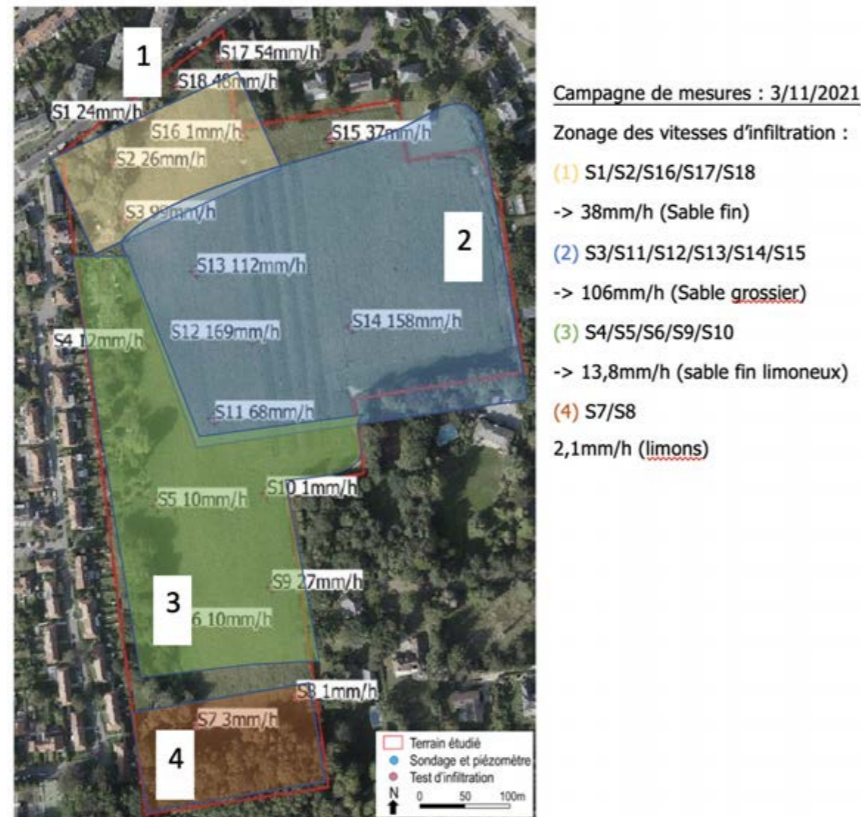 1
S17 54mm/h
S18 48mm/h
S1 24mm/h
S16 1mm/h
S15 37mm/h
S2 26mm/h
S3 99mm/h
2
S13 112mm/h
S12 169mm/h
S14 158mm/h
S4 12mm/h
S11 68mm/h
S10 1mm/h
S5 10mm/h
S9 27mm/h
3
6 10mm/h
S8 1mm/h
S7 3mm/h
4
Terrain étudié
Sondage et piézomètre
Test d'infiltration
N
0 50 100m
Campagne de mesures : 3/11/2021
Zonage des vitesses d'infiltration :
(1) S1/S2/S16/S17/S18
-> 38mm/h (Sable fin)
(2) S3/S11/S12/S13/S14/S15
-> 106mm/h (Sable grossier)
(3) S4/S5/S6/S9/S10
-> 13,8mm/h (sable fin limoneux)
(4) S7/S8
2,1mm/h (limons)